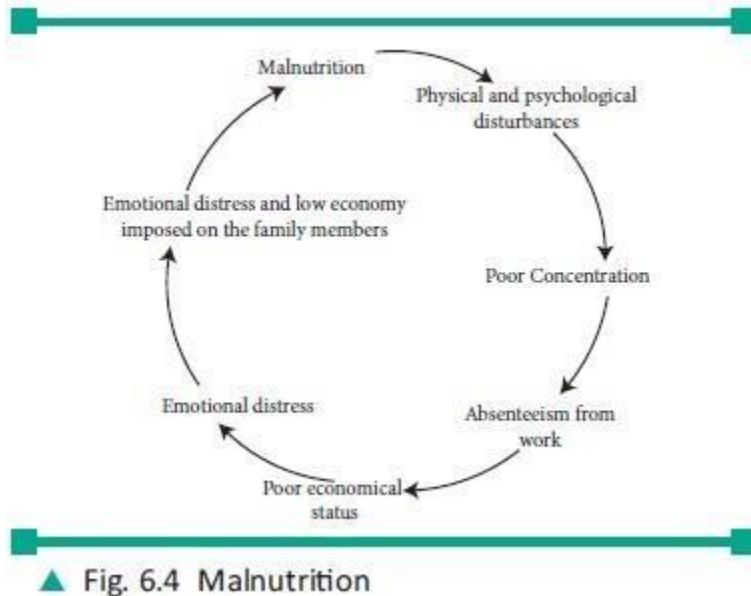 Malnutrition
Physical and psychological
disturbances
Poor Concentration
Absenteeism from
work
Poor economical
status
Emotional distress
Emotional distress and low economy
imposed on the family members
Fig. 6.4 Malnutrition